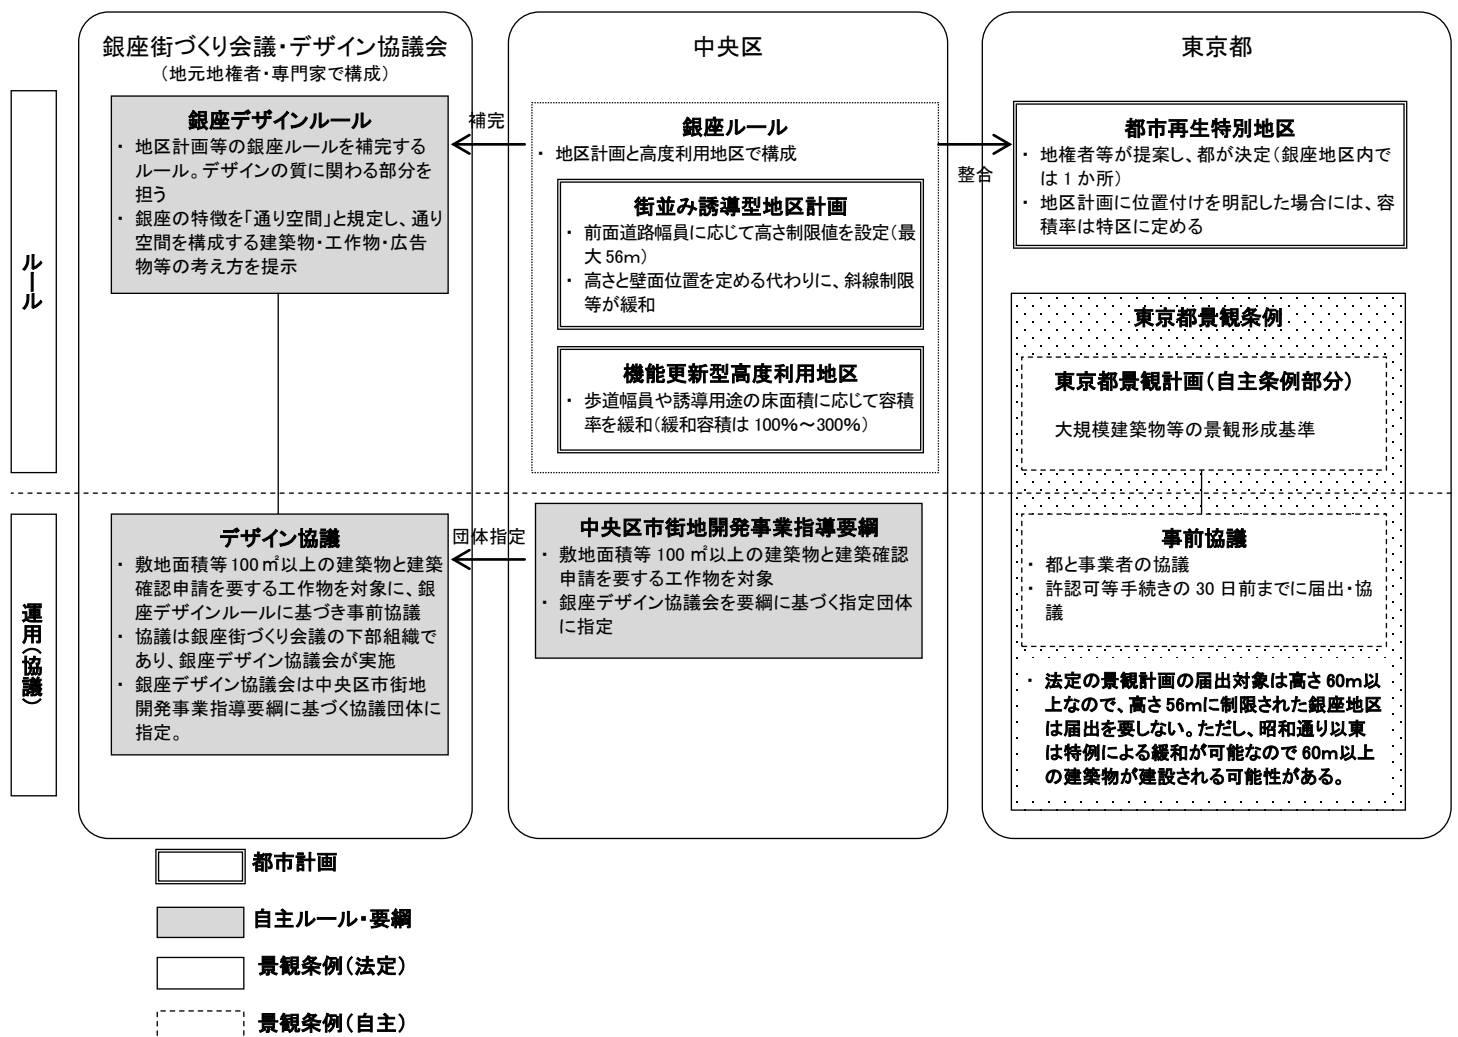 銀座街づくり会議・デザイン協議会
(地元地権者・専門家で構成)
中央区
東京都
ルール
銀座デザインルール
・ 地区計画等の銀座ルールを補完する
ルール。デザインの質に関わる部分を
担う
・ 銀座の特徴を「通り空間」と規定し、通り
空間を構成する建築物・工作物・広告
物等の考え方を提示
補完
銀座ルール
・ 地区計画と高度利用地区で構成
街並み誘導型地区計画
・ 前面道路幅員に応じて高さ制限値を設定(最
大56m)
・ 高さと壁面位置を定める代わりに、斜線制限
等が緩和
機能更新型高度利用地区
・ 歩道幅員や誘導用途の床面積に応じて容積
率を緩和(緩和容積は100%~300%)
整合
都市再生特別地区
・ 地権者等が提案し、都が決定(銀座地区内で
は1か所)
・ 地区計画に位置付けを明記した場合には、容
積率は特区に定める
東京都景観条例
東京都景観計画(自主条例部分)
大規模建築物等の景観形成基準
運用(協議)
デザイン協議
・ 敷地面積等100㎡以上の建築物と建築
確認申請を要する工作物を対象に、銀
座デザインルールに基づき事前協議
・ 協議は銀座街づくり会議の下部組織で
あり、銀座デザイン協議会が実施
・ 銀座デザイン協議会は中央区市街地
開発事業指導要綱に基づく協議団体に
指定。
団体指定
中央区市街地開発事業指導要綱
・ 敷地面積等100㎡以上の建築物と建築確認
申請を要する工作物を対象
・ 銀座デザイン協議会を要綱に基づく指定団体
に指定
事前協議
・ 都と事業者の協議
・ 許認可等手続きの30日前までに届出・協
議
・ 法定の景観計画の届出対象は高さ60m以
上なので、高さ56mに制限された銀座地区
は届出を要しない。ただし、昭和通り以東
は特例による緩和が可能なので60m以上
の建築物が建設される可能性がある。
都市計画
自主ルール・要綱
景観条例(法定)
景観条例(自主)